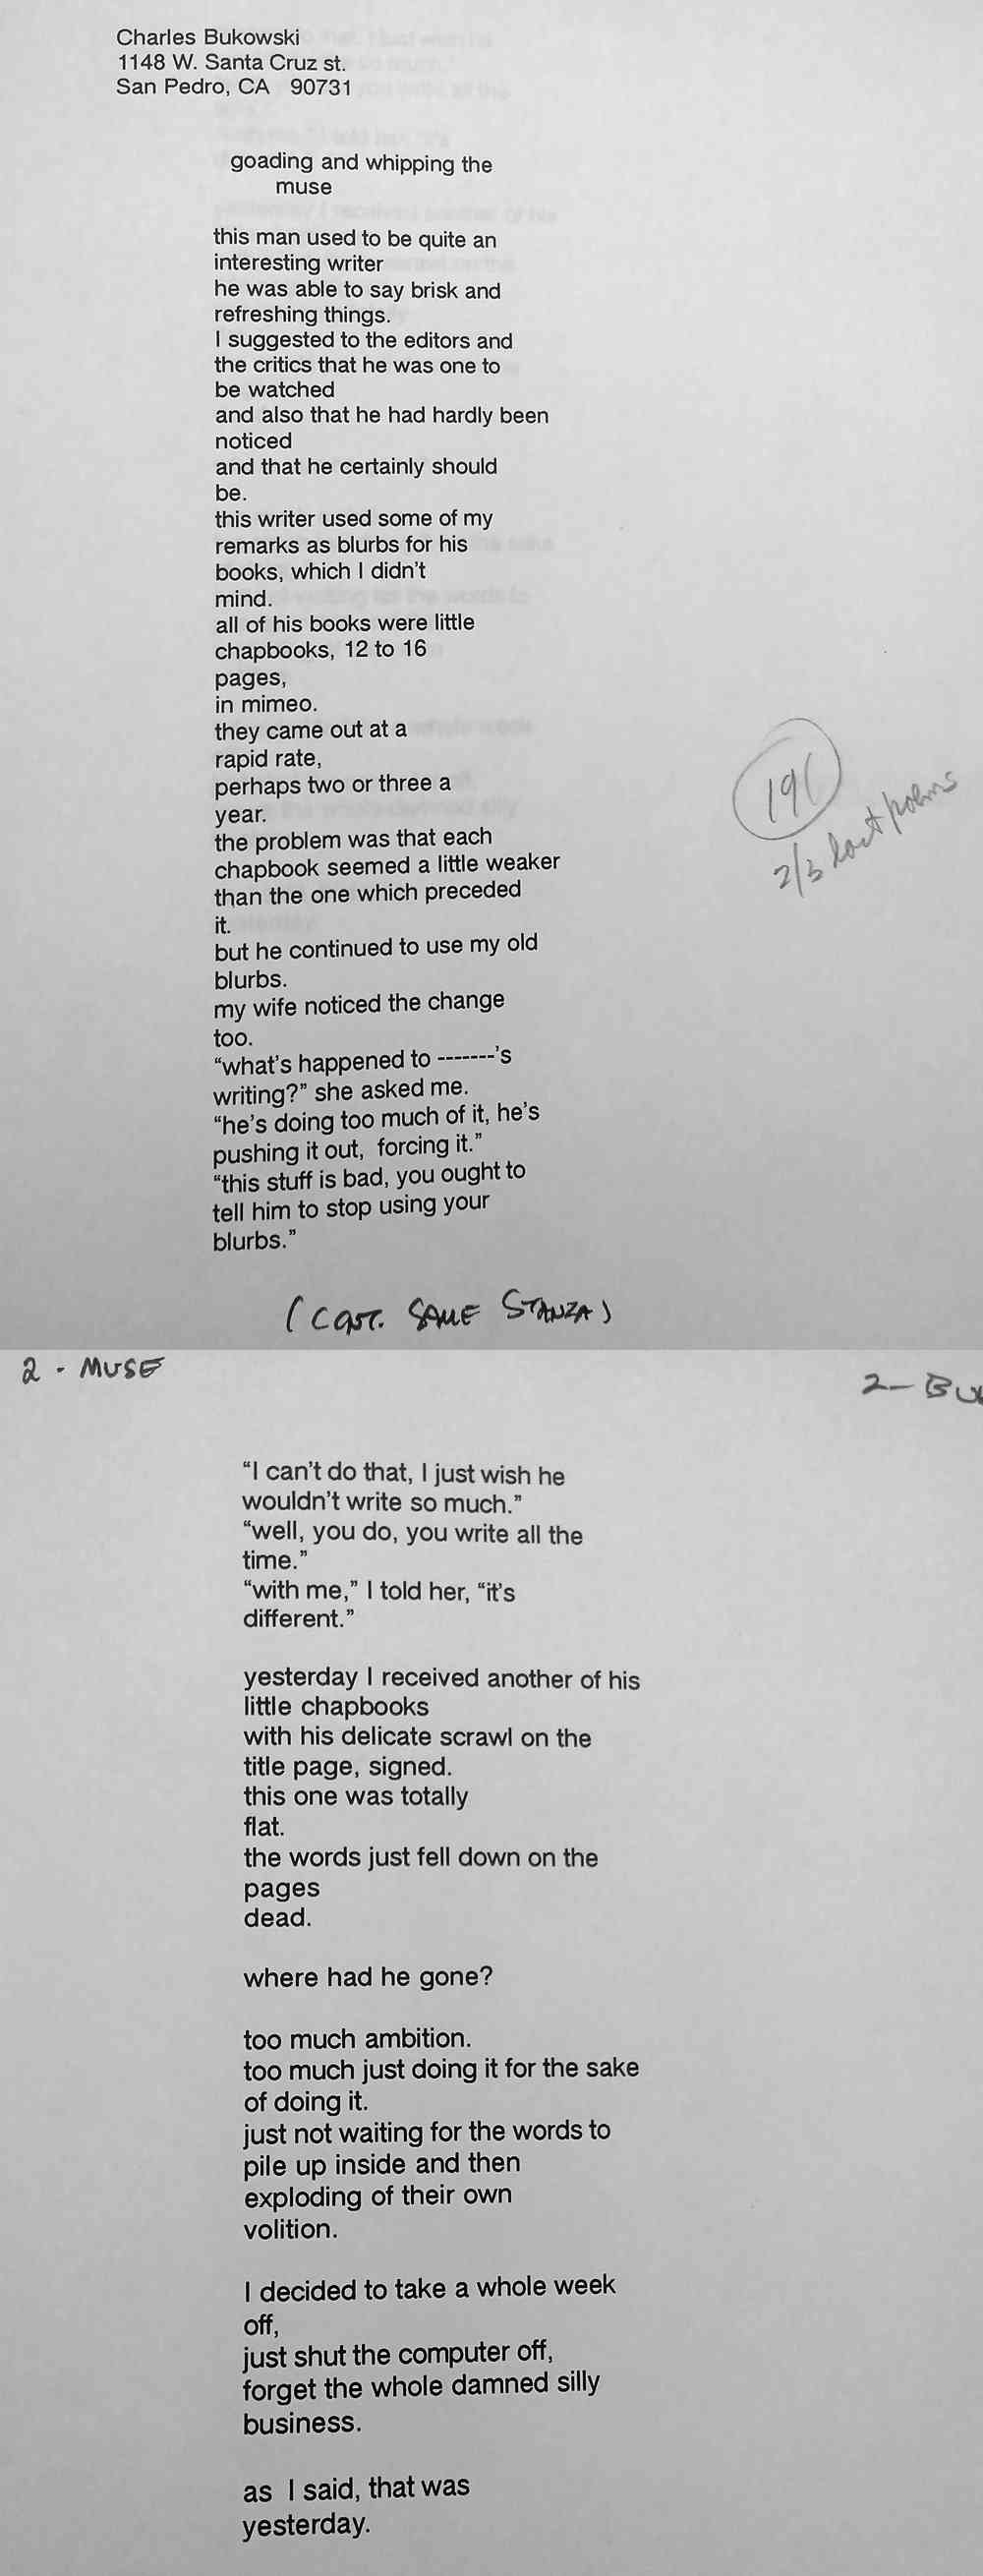 Charles Bukowski
1148 W. Santa Cruz st.
San Pedro, CA 90731
goading and whipping the
muse
this man used to be quite an
interesting writer
he was able to say brisk and
refreshing things.
I suggested to the editors and
the critics that he was one to
be watched
and also that he had hardly been
noticed
and that he certainly should
be.
this writer used some of my
remarks as blurbs for his
books, which I didn't
mind.
all of his books were little
chapbooks, 12 to 16
pages,
in mimeo.
they came out at a
rapid rate,
perhaps two or three a
year.
the problem was that each
chapbook seemed a little weaker
than the one which preceded
it.
but he continued to use my old
blurbs.
my wife noticed the change
too.
“what's happened to -------'s
writing?” she asked me.
“he's doing too much of it, he's
pushing it out, forcing it.”
“this stuff is bad, you ought to
tell him to stop using your
blurbs.”
191
2/3 last poems
(CONT. SAME STANZA)
2 - MUSE
2 - BUK
“I can't do that, I just wish he
wouldn't write so much.”
“well, you do, you write all the
time.”
“with me,” I told her, “it's
different.”
yesterday I received another of his
little chapbooks
with his delicate scrawl on the
title page, signed.
this one was totally
flat.
the words just fell down on the
pages
dead.
where had he gone?
too much ambition.
too much just doing it for the sake
of doing it.
just not waiting for the words to
pile up inside and then
exploding of their own
volition.
I decided to take a whole week
off,
just shut the computer off,
forget the whole damned silly
business.
as I said, that was
yesterday.